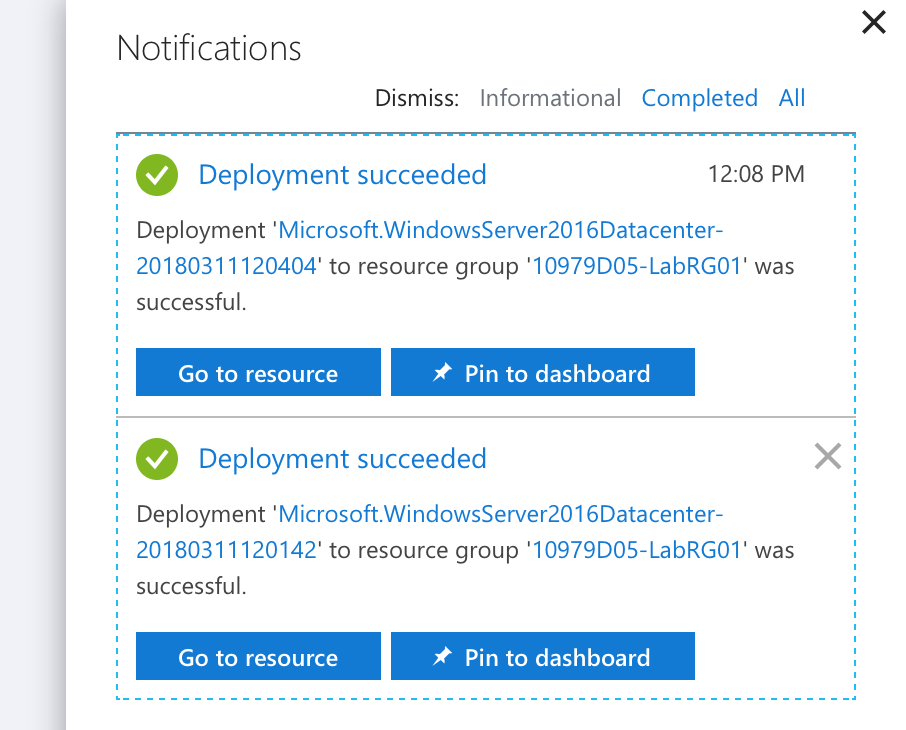 Notifications
Dismiss: Informational Completed All
Deployment succeeded 12:08 PM
Deployment 'Microsoft.WindowsServer2016Datacenter-
20180311120404' to resource group '10979D05-LabRG01' was
successful.
Go to resource Pin to dashboard
Deployment succeeded
Deployment 'Microsoft.WindowsServer2016Datacenter-
20180311120142' to resource group '10979D05-LabRG01' was
successful.
Go to resource Pin to dashboard